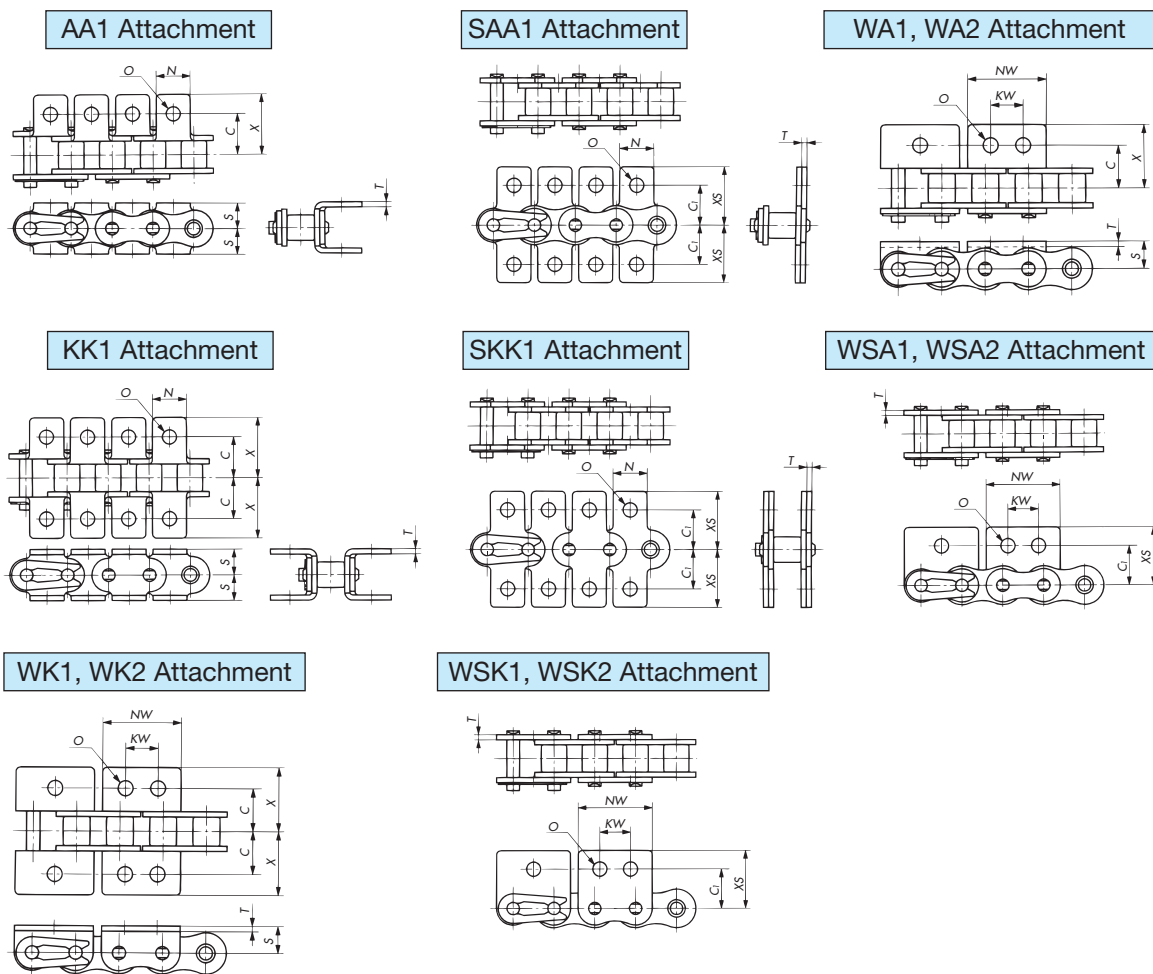 AA1 Attachment
SAA1 Attachment
WA1, WA2 Attachment
O N C X
S S T
O N C1 C1 XS XS T
NW
KW
O C X
T S
KK1 Attachment
SKK1 Attachment
WSA1, WSA2 Attachment
O N C C X X
S S T
O N C1 C1 XS XS T
T
NW
KW
O C1 XS
WK1, WK2 Attachment
WSK1, WSK2 Attachment
NW
KW
O C C X X
T S
T
NW
KW
O C1 XS